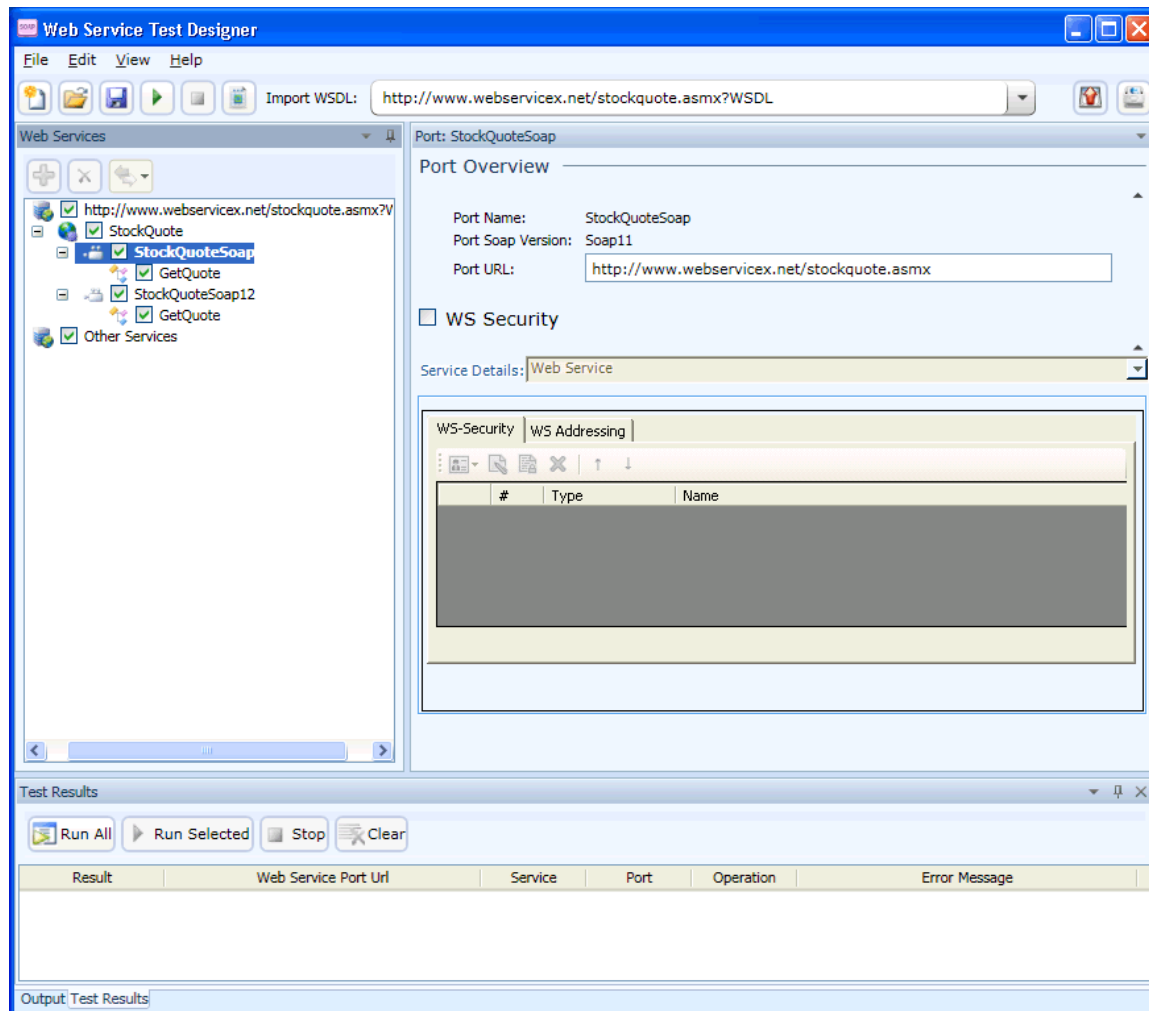 SOAP Web Service Test Designer
File Edit View Help
Import WSDL: http://www.webservicex.net/stockquote.asmx?WSDL
Web Services
http://www.webservicex.net/stockquote.asmx?V
StockQuote
StockQuoteSoap
GetQuote
StockQuoteSoap12
GetQuote
Other Services
Port: StockQuoteSoap
Port Overview
Port Name: StockQuoteSoap
Port Soap Version: Soap11
Port URL: http://www.webservicex.net/stockquote.asmx
WS Security
Service Details: Web Service
WS-Security WS Addressing
# Type Name
Test Results
Run All Run Selected Stop Clear
Result Web Service Port Url Service Port Operation Error Message
Output Test Results